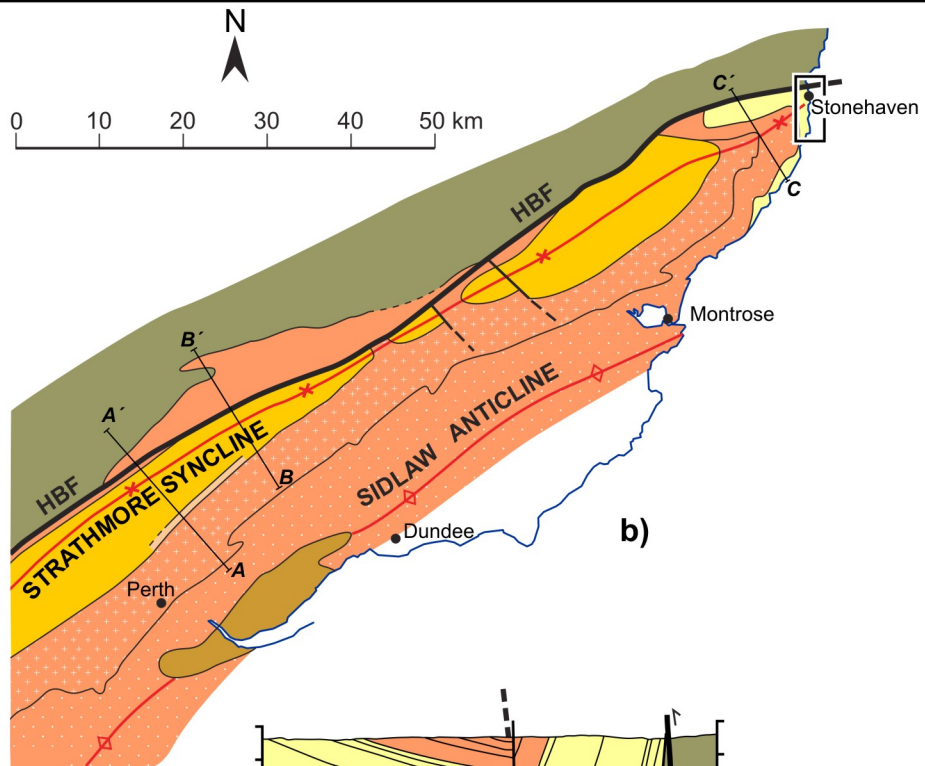 N
C´
0 10 20 30 40 50 km
Stonehaven
C
HBF
Montrose
B´
A´
STRATHMORE SYNCLINE
B
SIDLAW ANTICLINE
HBF
Dundee
b)
A
Perth